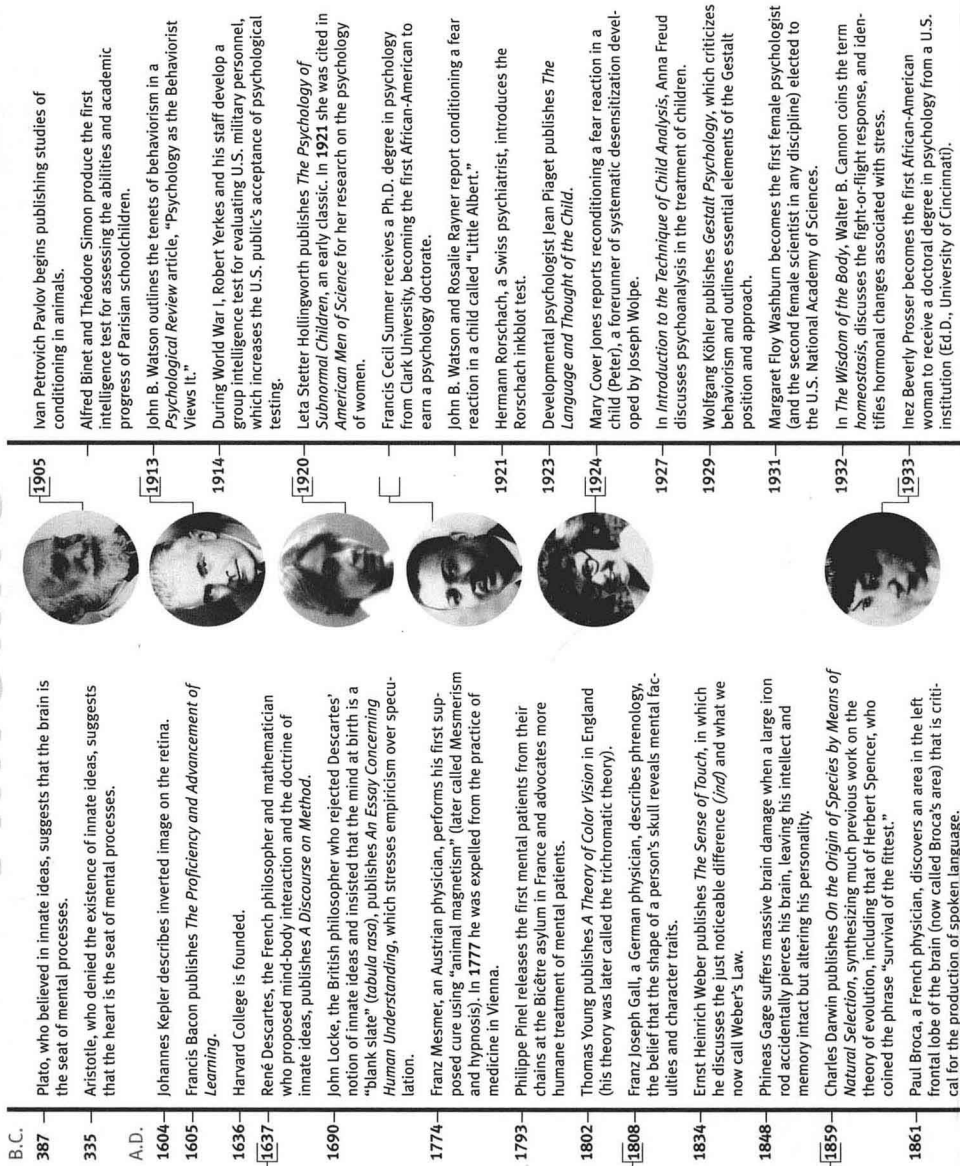 B.C.
387 — Plato, who believed in innate ideas, suggests that the brain is
the seat of mental processes.
335 — Aristotle, who denied the existence of innate ideas, suggests
that the heart is the seat of mental processes.
A.D.
1604 — Johannes Kepler describes inverted image on the retina.
1605 — Francis Bacon publishes The Proficiency and Advancement of
Learning.
1636 — Harvard College is founded.
1637 — René Descartes, the French philosopher and mathematician
who proposed mind-body interaction and the doctrine of
innate ideas, publishes A Discourse on Method.
1690 — John Locke, the British philosopher who rejected Descartes'
notion of innate ideas and insisted that the mind at birth is a
"blank slate" (tabula rasa), publishes An Essay Concerning
Human Understanding, which stresses empiricism over specu-
lation.
1774 — Franz Mesmer, an Austrian physician, performs his first sup-
posed cure using "animal magnetism" (later called Mesmerism
and hypnosis). In 1777 he was expelled from the practice of
medicine in Vienna.
1793 — Philippe Pinel releases the first mental patients from their
chains at the Bicêtre asylum in France and advocates more
humane treatment of mental patients.
1802 — Thomas Young publishes A Theory of Color Vision in England
(his theory was later called the trichromatic theory).
1808 — Franz Joseph Gall, a German physician, describes phrenology,
the belief that the shape of a person's skull reveals mental fac-
ulties and character traits.
1834 — Ernst Heinrich Weber publishes The Sense of Touch, in which
he discusses the just noticeable difference (jnd) and what we
now call Weber's Law.
1848 — Phineas Gage suffers massive brain damage when a large iron
rod accidentally pierces his brain, leaving his intellect and
memory intact but altering his personality.
1859 — Charles Darwin publishes On the Origin of Species by Means of
Natural Selection, synthesizing much previous work on the
theory of evolution, including that of Herbert Spencer, who
coined the phrase "survival of the fittest."
1861 — Paul Broca, a French physician, discovers an area in the left
frontal lobe of the brain (now called Broca's area) that is criti-
cal for the production of spoken language.
1905 — Ivan Petrovich Pavlov begins publishing studies of
conditioning in animals.
— Alfred Binet and Théodore Simon produce the first
intelligence test for assessing the abilities and academic
progress of Parisian schoolchildren.
1913 — John B. Watson outlines the tenets of behaviorism in a
Psychological Review article, "Psychology as the Behaviorist
Views It."
1914 — During World War I, Robert Yerkes and his staff develop a
group intelligence test for evaluating U.S. military personnel,
which increases the U.S. public's acceptance of psychological
testing.
1920 — Leta Stetter Hollingworth publishes The Psychology of
Subnormal Children, an early classic. In 1921 she was cited in
American Men of Science for her research on the psychology
of women.
— Francis Cecil Sumner receives a Ph.D. degree in psychology
from Clark University, becoming the first African-American to
earn a psychology doctorate.
— John B. Watson and Rosalie Rayner report conditioning a fear
reaction in a child called "Little Albert."
1921 — Hermann Rorschach, a Swiss psychiatrist, introduces the
Rorschach inkblot test.
1923 — Developmental psychologist Jean Piaget publishes The
Language and Thought of the Child.
1924 — Mary Cover Jones reports reconditioning a fear reaction in a
child (Peter), a forerunner of systematic desensitization devel-
oped by Joseph Wolpe.
1927 — In Introduction to the Technique of Child Analysis, Anna Freud
discusses psychoanalysis in the treatment of children.
1929 — Wolfgang Köhler publishes Gestalt Psychology, which criticizes
behaviorism and outlines essential elements of the Gestalt
position and approach.
1931 — Margaret Floy Washburn becomes the first female psychologist
(and the second female scientist in any discipline) elected to
the U.S. National Academy of Sciences.
1932 — In The Wisdom of the Body, Walter B. Cannon coins the term
homeostasis, discusses the fight-or-flight response, and iden-
tifies hormonal changes associated with stress.
1933 — Inez Beverly Prosser becomes the first African-American
woman to receive a doctoral degree in psychology from a U.S.
institution (Ed.D., University of Cincinnati).